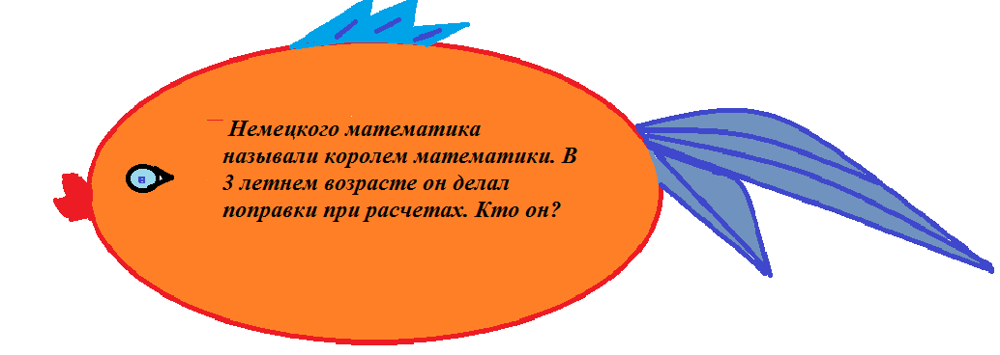 Немецкого математика
называли королем математики. В
3 летнем возрасте он делал
поправки при расчетах. Кто он?